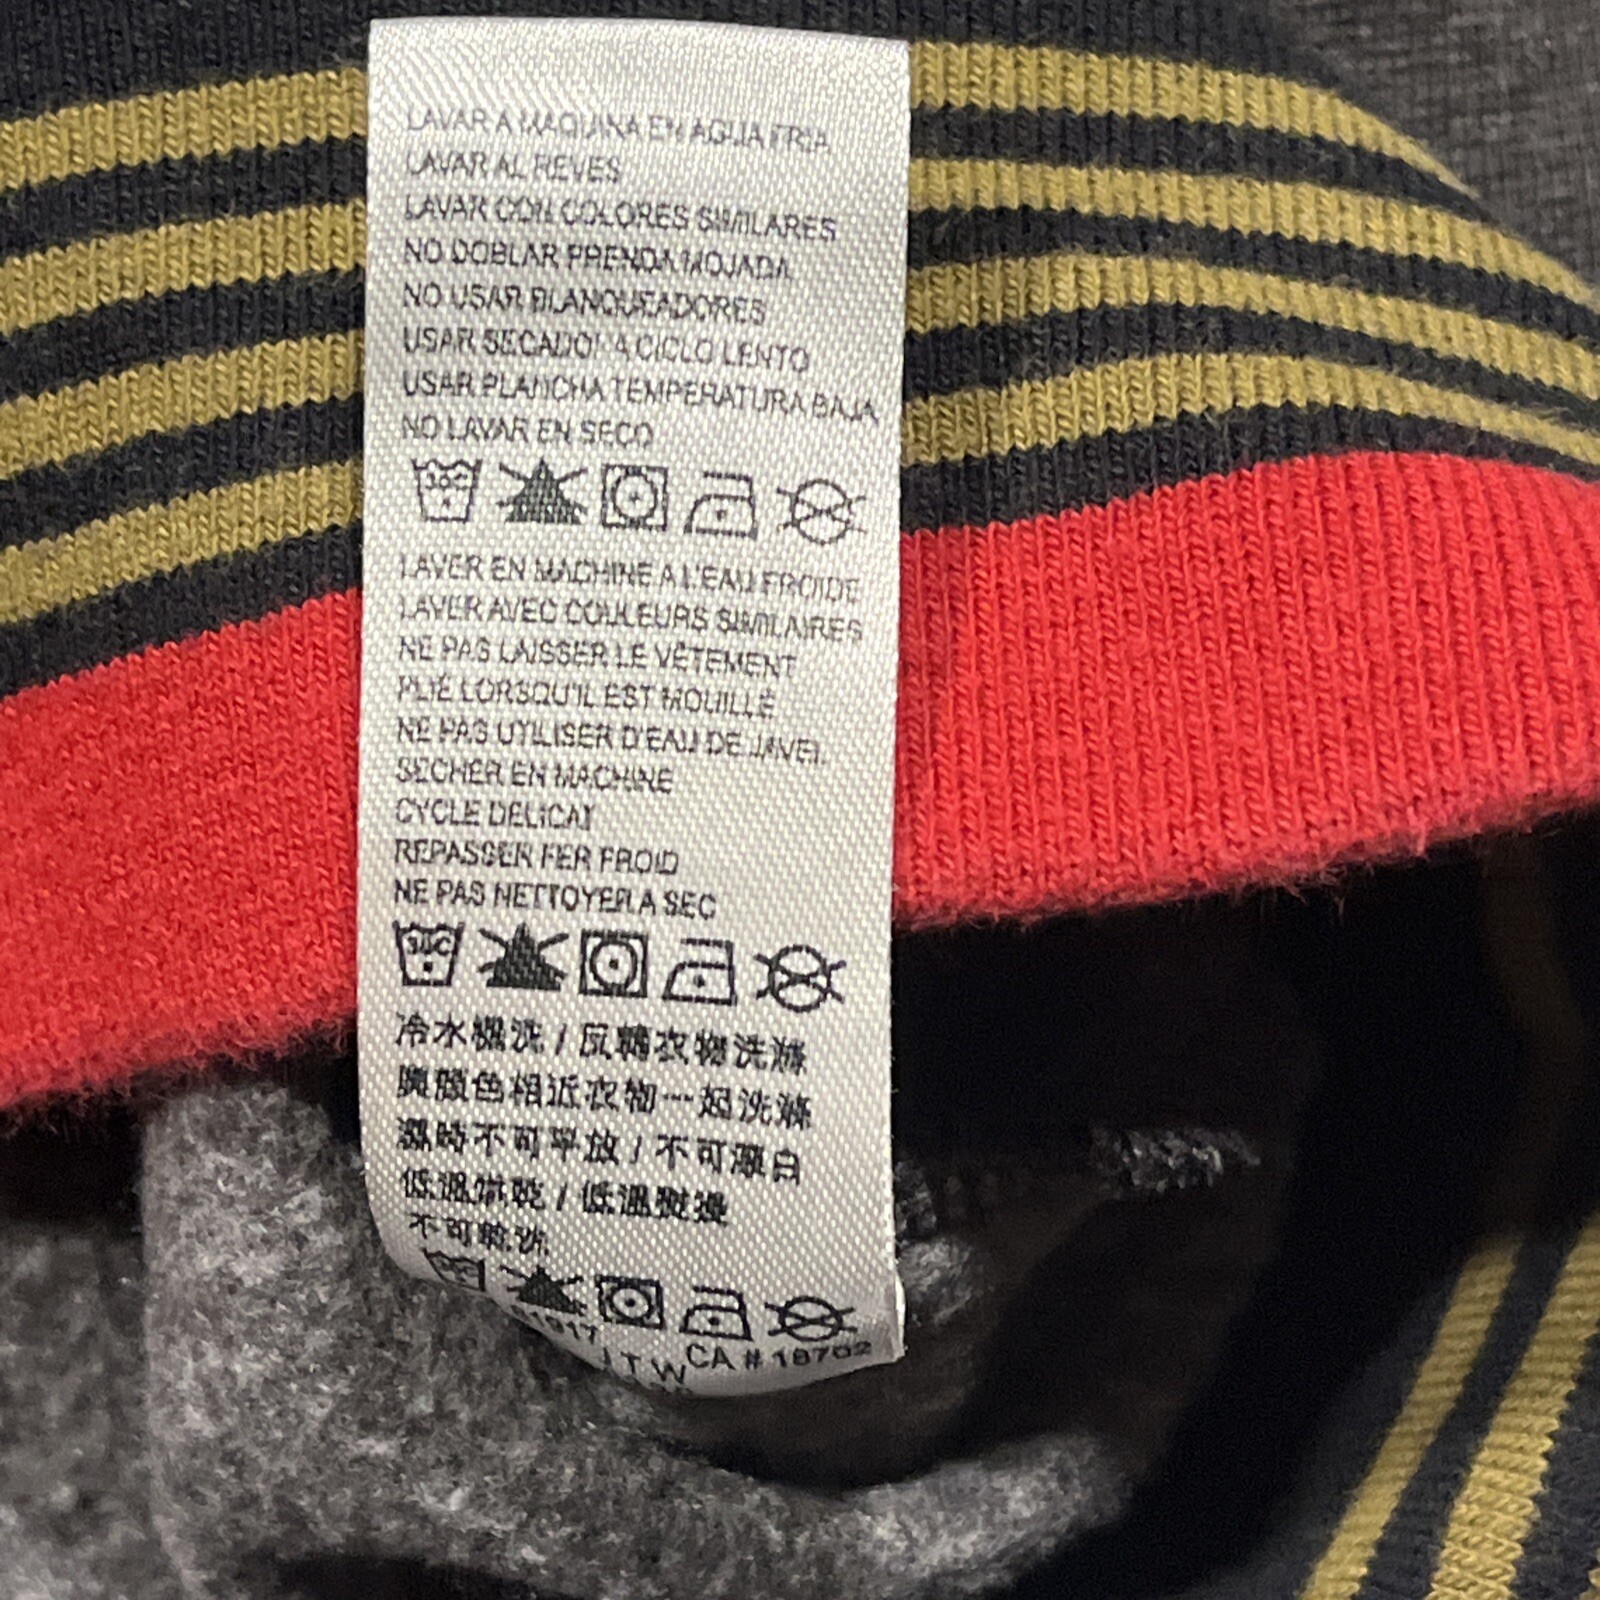 LAVAR A MAQUINA EN AGUA FRIA
LAVAR AL REVES
LAVAR CON COLORES SIMILARES
NO DOBLAR PRENDA MOJADA
NO USAR BLANQUEADORES
USAR SECADO A CICLO LENTO
USAR PLANCHA TEMPERATURA BAJA
NO LAVAR EN SECO
30C
LAVER EN MACHINE A L'EAU FROIDE
LAVER AVEC COULEURS SIMILAIRES
NE PAS LAISSER LE VÊTEMENT
PLIÉ LORSQU'IL EST MOUILLÉ
NE PAS UTILISER D'EAU DE JAVEL
SECHER EN MACHINE
CYCLE DELICAT
REPASSER FER FROID
NE PAS NETTOYER A SEC
30C
冷水機洗 / 反轉衣物洗滌
與顏色相近衣物一起洗滌
濕時不可平放 / 不可漂白
低溫烘乾 / 低溫熨燙
不可乾洗
1917
TW CA # 18702